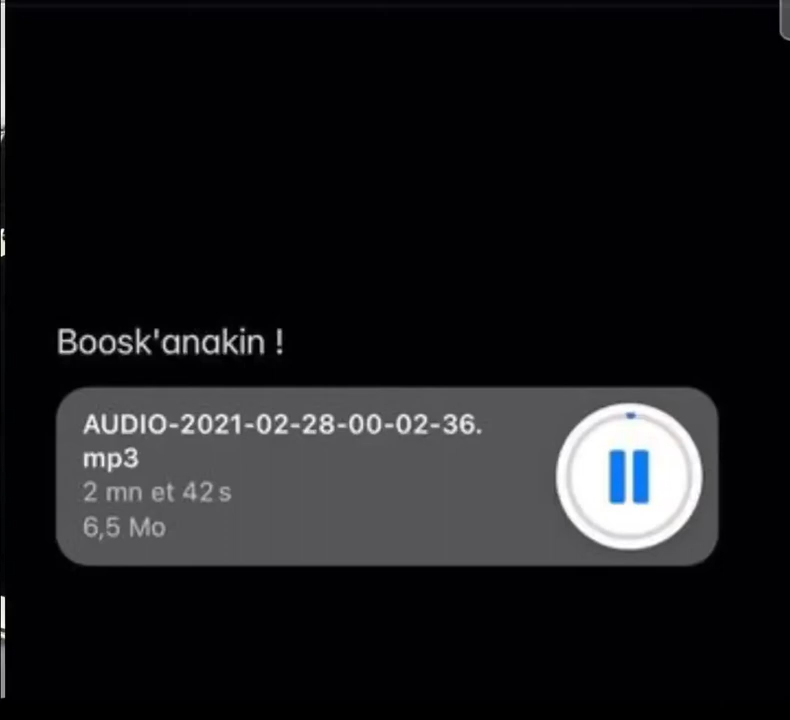 Boosk'anakin !
AUDIO-2021-02-28-00-02-36.
mp3
2 mn et 42 s
6,5 Mo